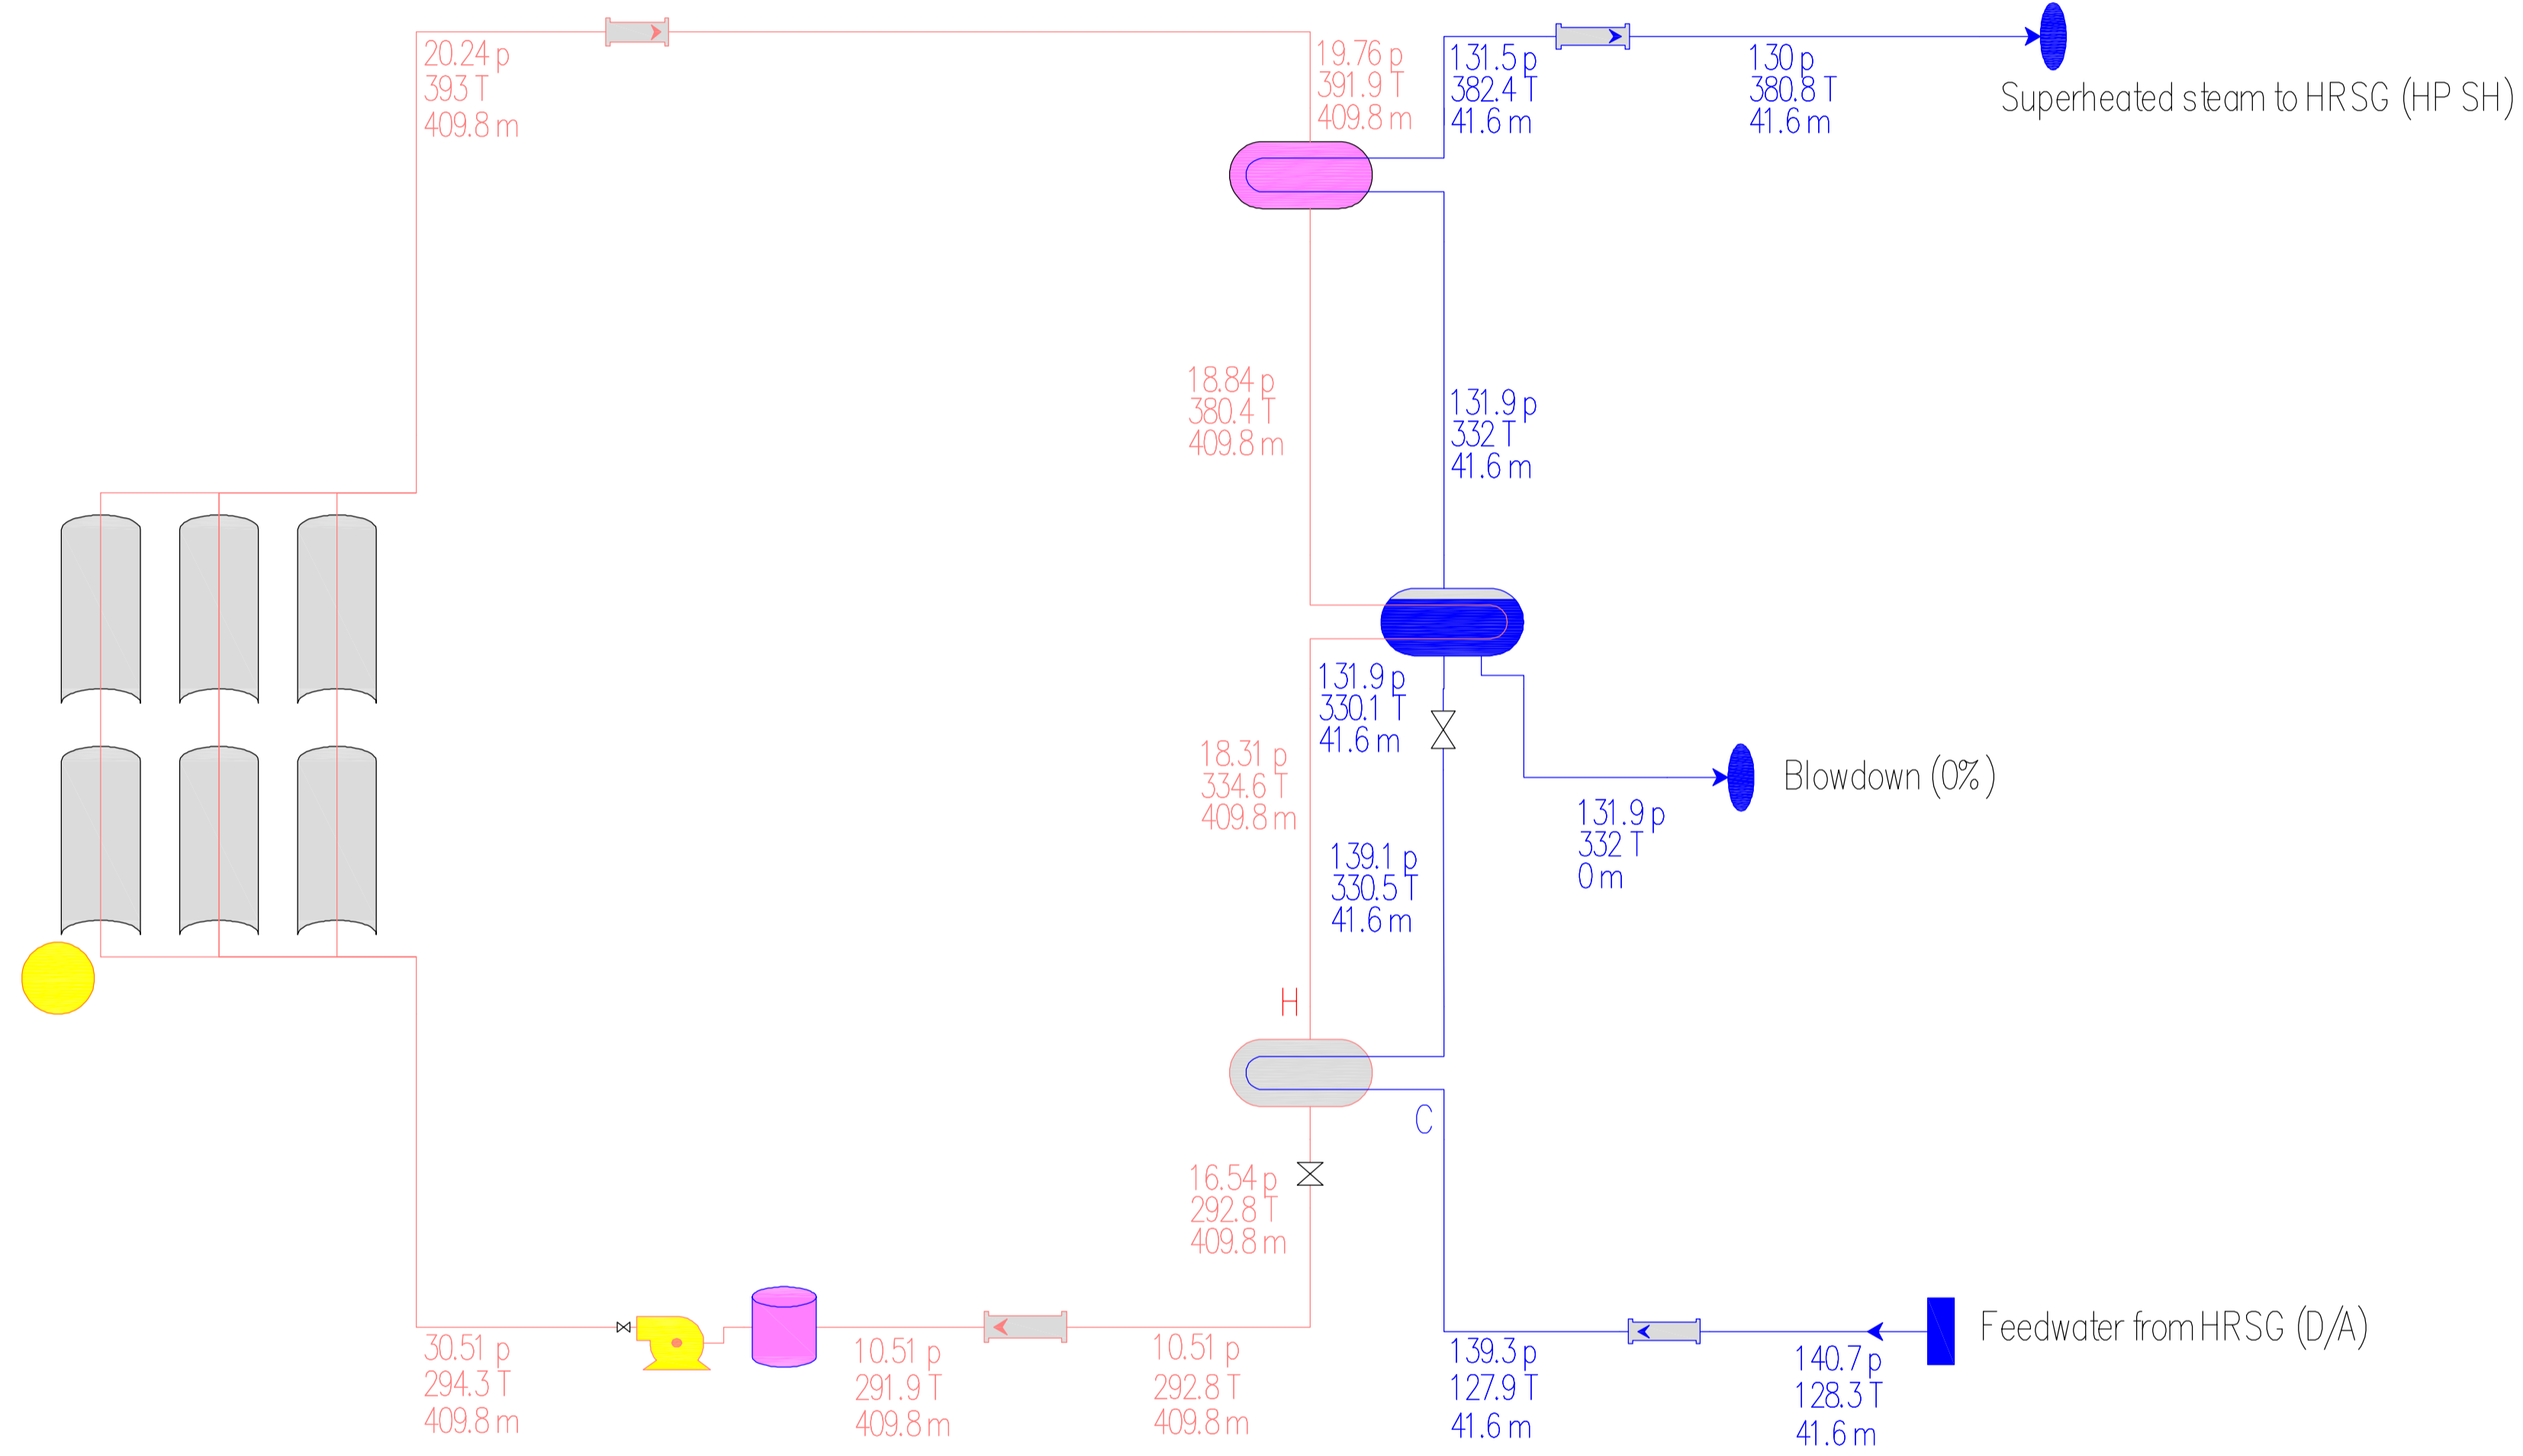 20.24 p
393 T
409.8 m
19.76 p
391.9 T
409.8 m
131.5 p
382.4 T
41.6 m
130 p
380.8 T
41.6 m
Superheated steam to HRSG (HP SH)
18.84 p
380.4 T
409.8 m
131.9 p
332 T
41.6 m
131.9 p
330.1 T
41.6 m
18.31 p
334.6 T
409.8 m
Blowdown (0%)
131.9 p
332 T
0 m
139.1 p
330.5 T
41.6 m
H
C
16.54 p
292.8 T
409.8 m
30.51 p
294.3 T
409.8 m
10.51 p
291.9 T
409.8 m
10.51 p
292.8 T
409.8 m
139.3 p
127.9 T
41.6 m
140.7 p
128.3 T
41.6 m
Feedwater from HRSG (D/A)